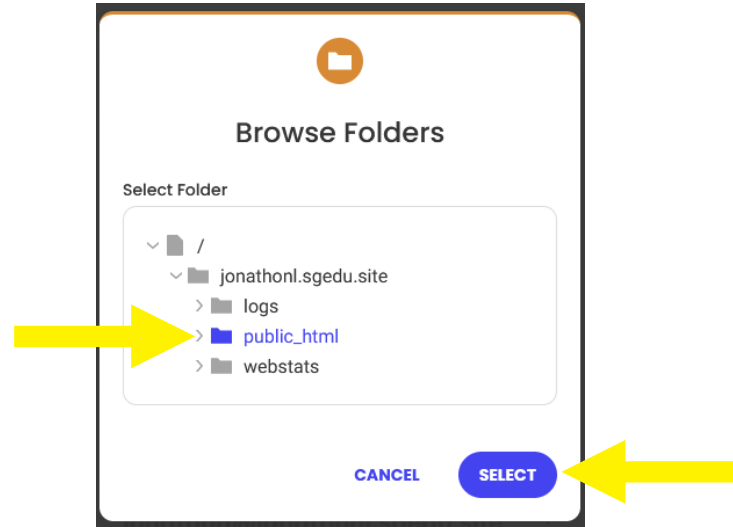 Browse Folders
Select Folder
/
jonathonl.sgedu.site
logs
public_html
webstats
CANCEL SELECT